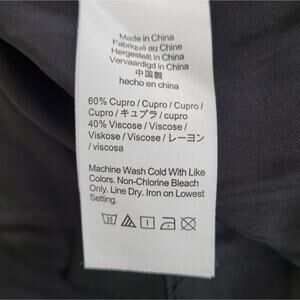 Made in China
Fabriqué au China
Hergestellt in China
Vervaardigd in China
中国製
hecho en china
60% Cupro / Cupro / Cupro /
Cupro / キュプラ / cupro
40% Viscose / Viscose /
Viskose / Viscose / レーヨン
/ viscosa
Machine Wash Cold With Like
Colors. Non-Chlorine Bleach
Only. Line Dry. Iron on Lowest
Setting.